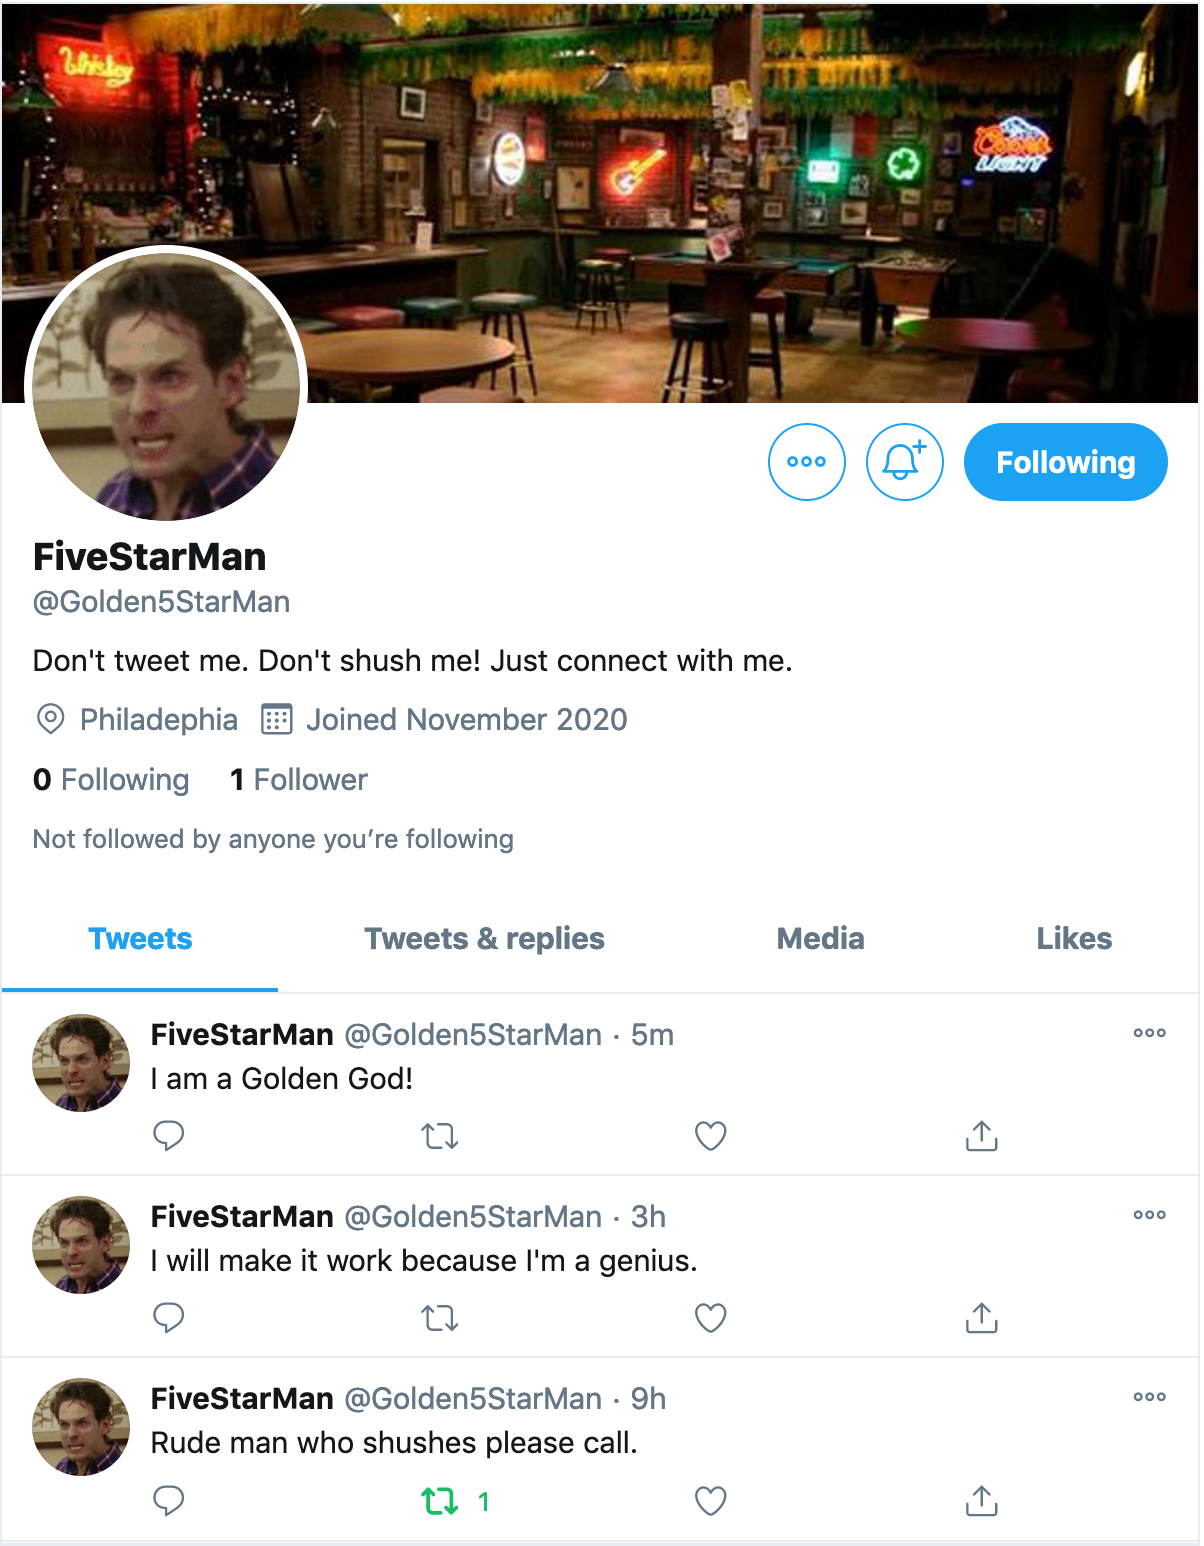 Whiskey
Coors
LIGHT
Following
FiveStarMan
@Golden5StarMan
Don't tweet me. Don't shush me! Just connect with me.
Philadephia Joined November 2020
0 Following 1 Follower
Not followed by anyone you’re following
Tweets Tweets & replies Media Likes
FiveStarMan @Golden5StarMan · 5m
I am a Golden God!
FiveStarMan @Golden5StarMan · 3h
I will make it work because I'm a genius.
FiveStarMan @Golden5StarMan · 9h
Rude man who shushes please call.
1